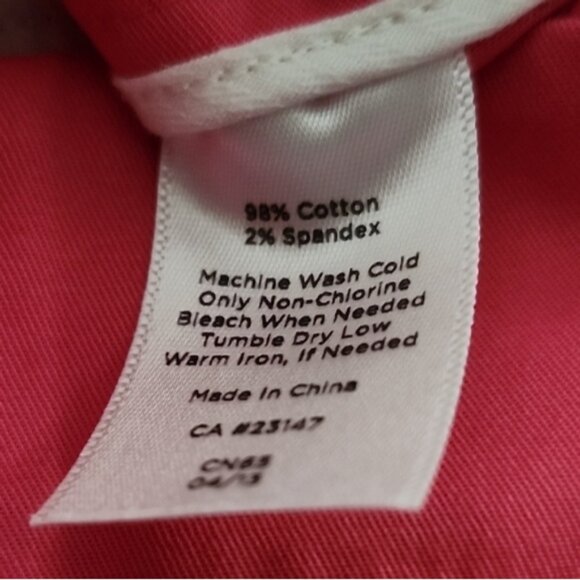 98% Cotton
2% Spandex
Machine Wash Cold
Only Non-Chlorine
Bleach When Needed
Tumble Dry Low
Warm Iron, If Needed
Made In China
CA #23147
CN65
04/13